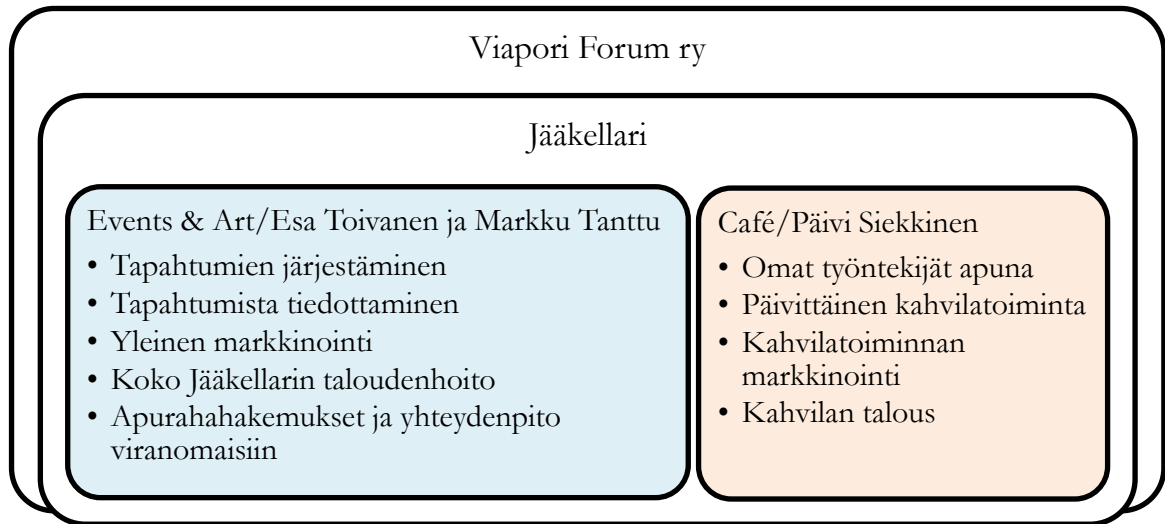 Viapori Forum ry
Jääkellari
Events & Art/Esa Toivanen ja Markku Tanttu
• Tapahtumien järjestäminen
• Tapahtumista tiedottaminen
• Yleinen markkinointi
• Koko Jääkellarin taloudenhoito
• Apurahahakemukset ja yhteydenpito
viranomaisiin
Café/Päivi Siekkinen
• Omat työntekijät apuna
• Päivittäinen kahvilatoiminta
• Kahvilatoiminnan
markkinointi
• Kahvilan talous